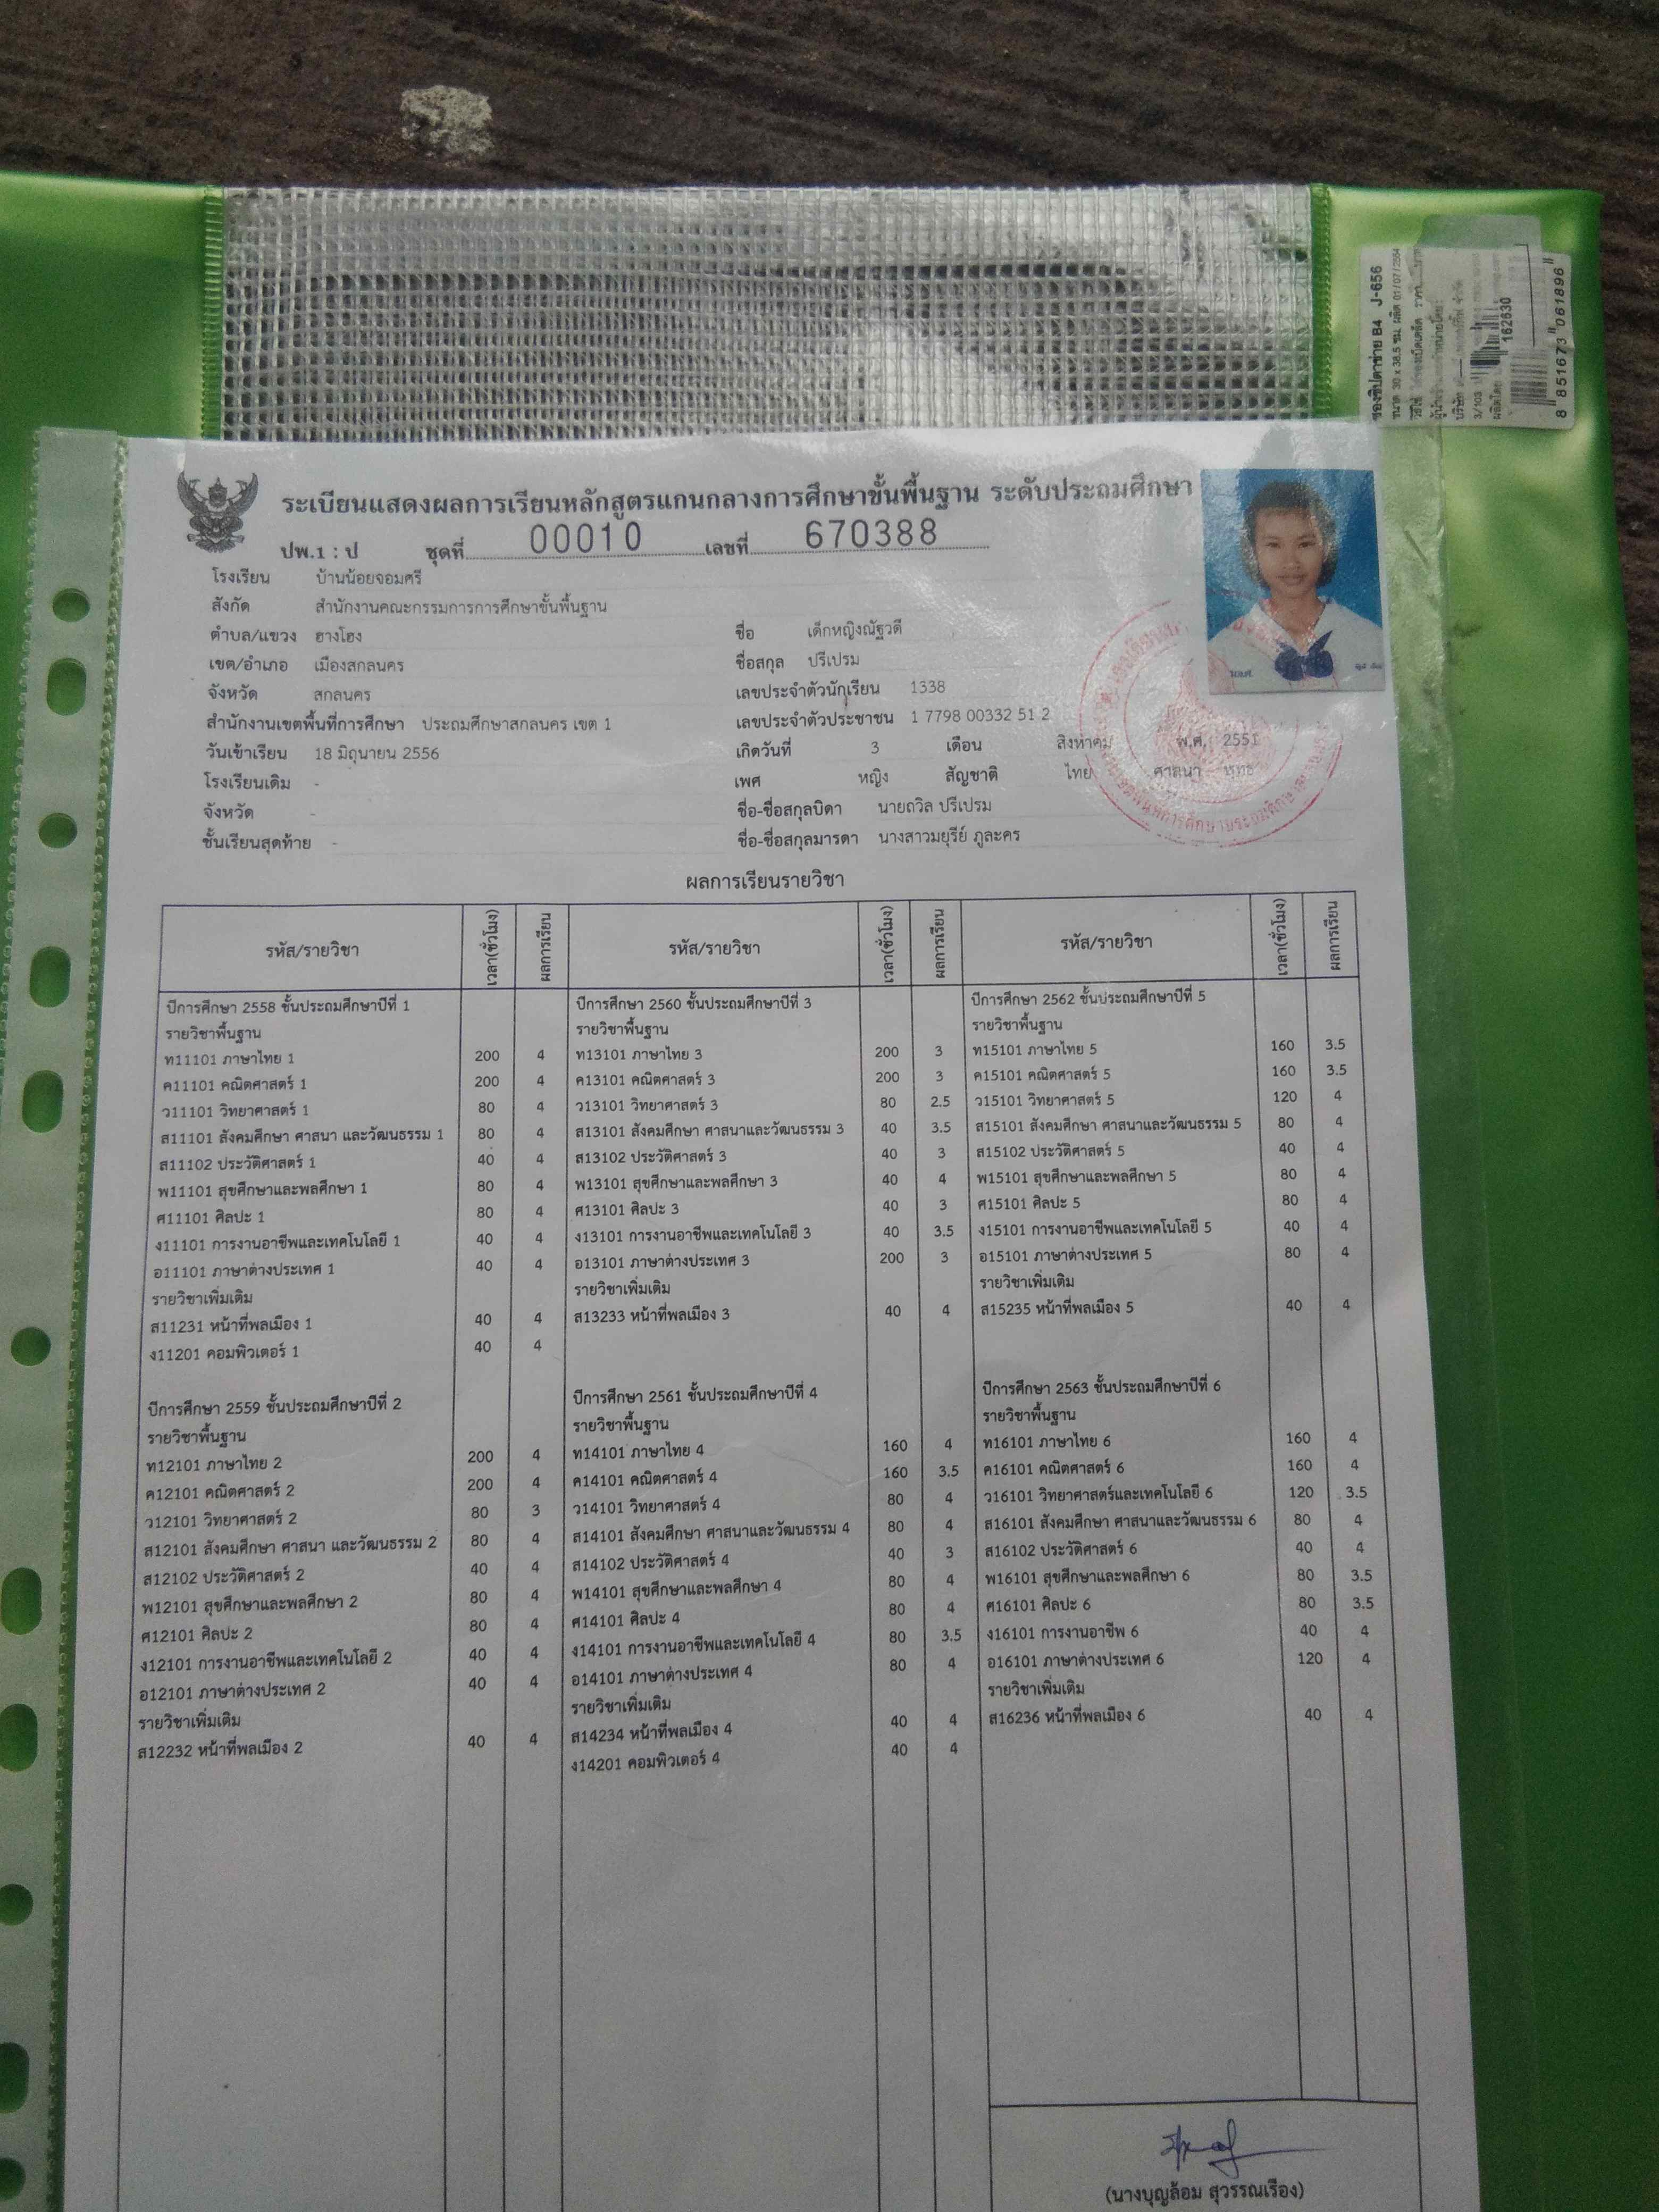 ระเบียนแสดงผลการเรียนหลักสูตรแกนกลางการศึกษาขั้นพื้นฐาน ระดับประถมศึกษา
ปพ.1 : ป ชุดที่ 00010 เลขที่ 670388
โรงเรียน บ้านน้อยจอมศรี
สังกัด สำนักงานคณะกรรมการการศึกษาขั้นพื้นฐาน
ตำบล/แขวง ฮางโฮง ชื่อ เด็กหญิงณัฐวดี
เขต/อำเภอ เมืองสกลนคร ชื่อสกุล ปรีเปรม
จังหวัด สกลนคร เลขประจำตัวนักเรียน 1338
สำนักงานเขตพื้นที่การศึกษา ประถมศึกษาสกลนคร เขต 1 เลขประจำตัวประชาชน 1 7798 00332 51 2
วันเข้าเรียน 18 มิถุนายน 2556 เกิดวันที่ 3 เดือน สิงหาคม พ.ศ. 2551
โรงเรียนเดิม - เพศ หญิง สัญชาติ ไทย ศาสนา พุทธ
จังหวัด ชื่อ-ชื่อสกุลบิดา นายถวิล ปรีเปรม
ชั้นเรียนสุดท้าย - ชื่อ-ชื่อสกุลมารดา นางสาวมยุรีย์ ภูละคร
ผลการเรียนรายวิชา
รหัส/รายวิชา เวลา(ชั่วโมง) ผลการเรียน รหัส/รายวิชา เวลา(ชั่วโมง) ผลการเรียน รหัส/รายวิชา เวลา(ชั่วโมง) ผลการเรียน
ปีการศึกษา 2558 ชั้นประถมศึกษาปีที่ 1
รายวิชาพื้นฐาน
ท11101 ภาษาไทย 1 200 4
ค11101 คณิตศาสตร์ 1 200 4
ว11101 วิทยาศาสตร์ 1 80 4
ส11101 สังคมศึกษา ศาสนา และวัฒนธรรม 1 80 4
ส11102 ประวัติศาสตร์ 1 40 4
พ11101 สุขศึกษาและพลศึกษา 1 80 4
ศ11101 ศิลปะ 1 80 4
ง11101 การงานอาชีพและเทคโนโลยี 1 40 4
อ11101 ภาษาต่างประเทศ 1 40 4
รายวิชาเพิ่มเติม
ส11231 หน้าที่พลเมือง 1 40 4
ง11201 คอมพิวเตอร์ 1 40 4
ปีการศึกษา 2559 ชั้นประถมศึกษาปีที่ 2
รายวิชาพื้นฐาน
ท12101 ภาษาไทย 2 200 4
ค12101 คณิตศาสตร์ 2 200 4
ว12101 วิทยาศาสตร์ 2 80 3
ส12101 สังคมศึกษา ศาสนา และวัฒนธรรม 2 80 4
ส12102 ประวัติศาสตร์ 2 40 4
พ12101 สุขศึกษาและพลศึกษา 2 80 4
ศ12101 ศิลปะ 2 80 4
ง12101 การงานอาชีพและเทคโนโลยี 2 40 4
อ12101 ภาษาต่างประเทศ 2 40 4
รายวิชาเพิ่มเติม
ส12232 หน้าที่พลเมือง 2 40 4
ปีการศึกษา 2560 ชั้นประถมศึกษาปีที่ 3
รายวิชาพื้นฐาน
ท13101 ภาษาไทย 3 200 3
ค13101 คณิตศาสตร์ 3 200 3
ว13101 วิทยาศาสตร์ 3 80 2.5
ส13101 สังคมศึกษา ศาสนาและวัฒนธรรม 3 40 3.5
ส13102 ประวัติศาสตร์ 3 40 3
พ13101 สุขศึกษาและพลศึกษา 3 40 4
ศ13101 ศิลปะ 3 40 3
ง13101 การงานอาชีพและเทคโนโลยี 3 40 3.5
อ13101 ภาษาต่างประเทศ 3 200 3
รายวิชาเพิ่มเติม
ส13233 หน้าที่พลเมือง 3 40 4
ปีการศึกษา 2561 ชั้นประถมศึกษาปีที่ 4
รายวิชาพื้นฐาน
ท14101 ภาษาไทย 4 160 4
ค14101 คณิตศาสตร์ 4 160 3.5
ว14101 วิทยาศาสตร์ 4 80 4
ส14101 สังคมศึกษา ศาสนาและวัฒนธรรม 4 80 4
ส14102 ประวัติศาสตร์ 4 40 3
พ14101 สุขศึกษาและพลศึกษา 4 80 4
ศ14101 ศิลปะ 4 80 4
ง14101 การงานอาชีพและเทคโนโลยี 4 80 3.5
อ14101 ภาษาต่างประเทศ 4 80 4
รายวิชาเพิ่มเติม
ส14234 หน้าที่พลเมือง 4 40 4
ง14201 คอมพิวเตอร์ 4 40 4
ปีการศึกษา 2562 ชั้นประถมศึกษาปีที่ 5
รายวิชาพื้นฐาน
ท15101 ภาษาไทย 5 160 3.5
ค15101 คณิตศาสตร์ 5 160 3.5
ว15101 วิทยาศาสตร์ 5 120 4
ส15101 สังคมศึกษา ศาสนาและวัฒนธรรม 5 80 4
ส15102 ประวัติศาสตร์ 5 40 4
พ15101 สุขศึกษาและพลศึกษา 5 80 4
ศ15101 ศิลปะ 5 80 4
ง15101 การงานอาชีพและเทคโนโลยี 5 40 4
อ15101 ภาษาต่างประเทศ 5 80 4
รายวิชาเพิ่มเติม
ส15235 หน้าที่พลเมือง 5 40 4
ปีการศึกษา 2563 ชั้นประถมศึกษาปีที่ 6
รายวิชาพื้นฐาน
ท16101 ภาษาไทย 6 160 4
ค16101 คณิตศาสตร์ 6 160 4
ว16101 วิทยาศาสตร์และเทคโนโลยี 6 120 3.5
ส16101 สังคมศึกษา ศาสนาและวัฒนธรรม 6 80 4
ส16102 ประวัติศาสตร์ 6 40 4
พ16101 สุขศึกษาและพลศึกษา 6 80 3.5
ศ16101 ศิลปะ 6 80 3.5
ง16101 การงานอาชีพ 6 40 4
อ16101 ภาษาต่างประเทศ 6 120 4
รายวิชาเพิ่มเติม
ส16236 หน้าที่พลเมือง 6 40 4
(นางบุญล้อม สุวรรณเรือง)
ซองซิปตาข่าย B4 J-656
ขนาด 30 x 38.5 ซม. ผลิต 01/07/2554
3/103
162630
8 851673 061896